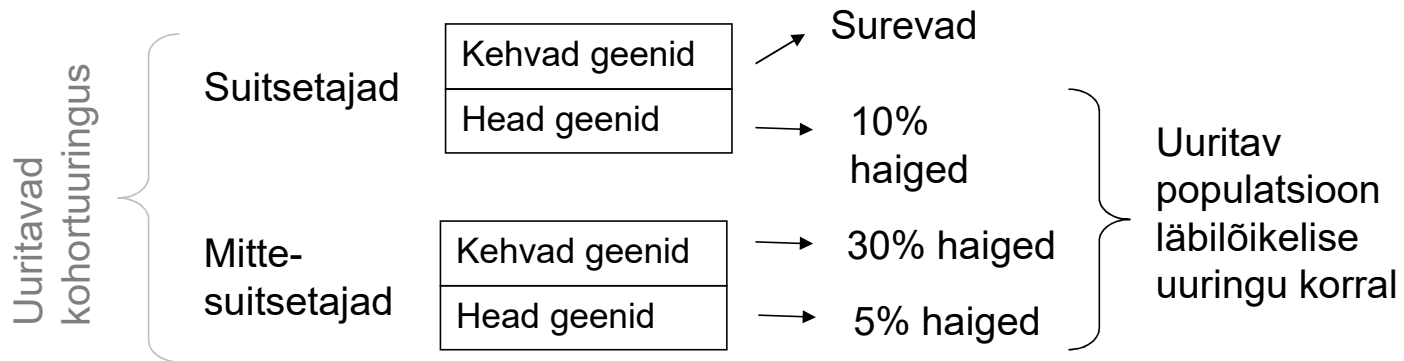 Uuritavad
kohortuuringus
Suitsetajad
Kehvad geenid
Head geenid
Surevad
10%
haiged
Mitte-
suitsetajad
Kehvad geenid
Head geenid
30% haiged
5% haiged
Uuritav
populatsioon
läbilõikelise
uuringu korral